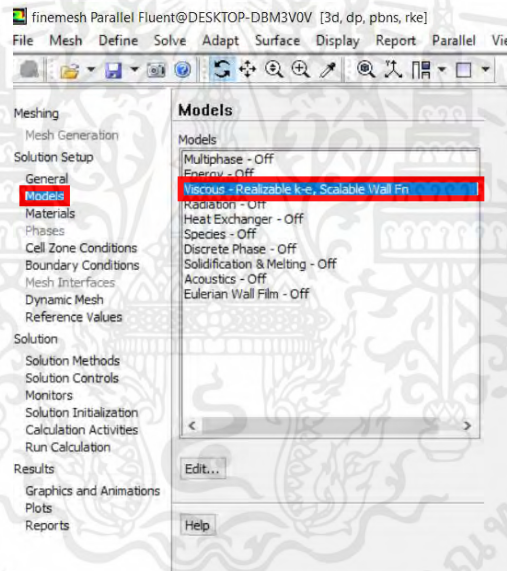 finemesh Parallel Fluent@DESKTOP-DBM3V0V [3d, dp, pbns, rke]
File Mesh Define Solve Adapt Surface Display Report Parallel
Meshing
Mesh Generation
Solution Setup
General
Models
Materials
Phases
Cell Zone Conditions
Boundary Conditions
Mesh Interfaces
Dynamic Mesh
Reference Values
Solution
Solution Methods
Solution Controls
Monitors
Solution Initialization
Calculation Activities
Run Calculation
Results
Graphics and Animations
Plots
Reports
Models
Models
Multiphase - Off
Energy - Off
Viscous - Realizable k-e, Scalable Wall Fn
Radiation - Off
Heat Exchanger - Off
Species - Off
Discrete Phase - Off
Solidification & Melting - Off
Acoustics - Off
Eulerian Wall Film - Off
Edit...
Help